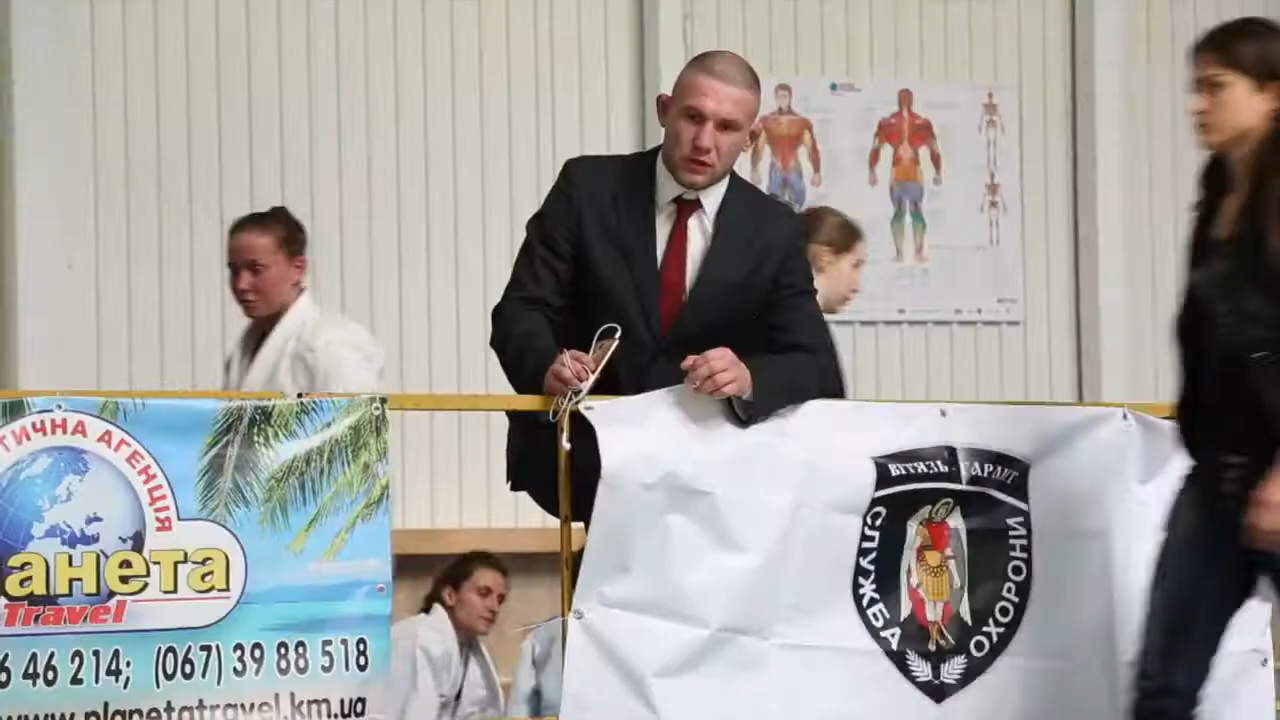 ТИЧНА АГЕНЦІЯ
анета
Travel
6 46 214; (067) 39 88 518
www.planetatravel.km.ua
ВІТЯЗЬ - ГАРАНТ
СЛУЖБА
ОХОРОНИ